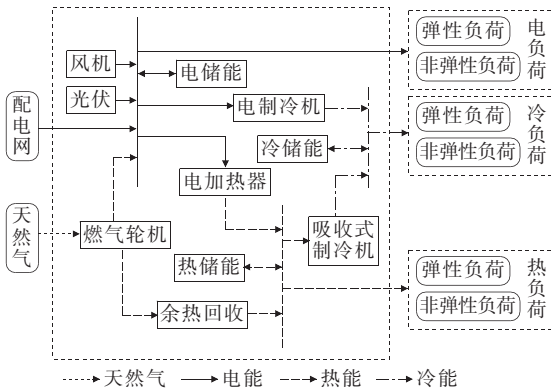 弹性负荷
非弹性负荷
电负荷
风机
电储能
光伏
电制冷机
配电网
冷储能
弹性负荷
非弹性负荷
冷负荷
电加热器
天然气
燃气轮机
吸收式
制冷机
热储能
余热回收
弹性负荷
非弹性负荷
热负荷
天然气 电能 热能 冷能